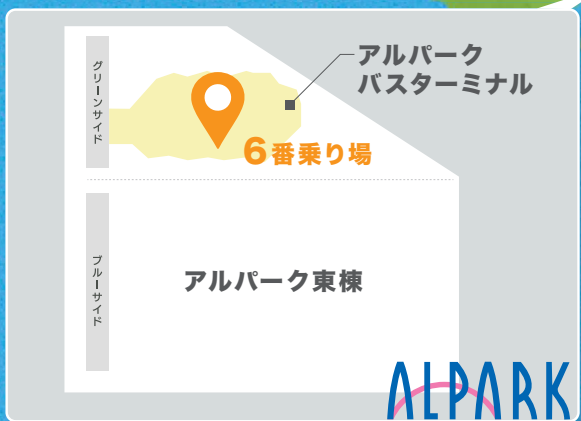 グリーンサイド
アルパーク
バスターミナル
6番乗り場
ブルーサイド
アルパーク東棟
ALPARK